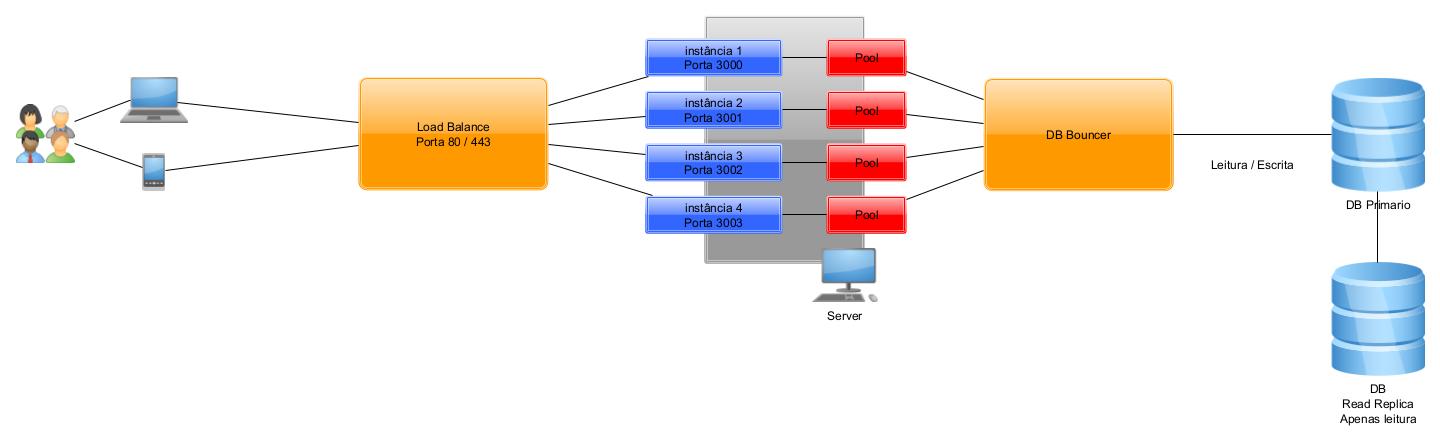 Load Balance
Porta 80 / 443
instância 1
Porta 3000
Pool
instância 2
Porta 3001
Pool
instância 3
Porta 3002
Pool
instância 4
Porta 3003
Pool
Server
DB Bouncer
Leitura / Escrita
DB Primario
DB
Read Replica
Apenas leitura